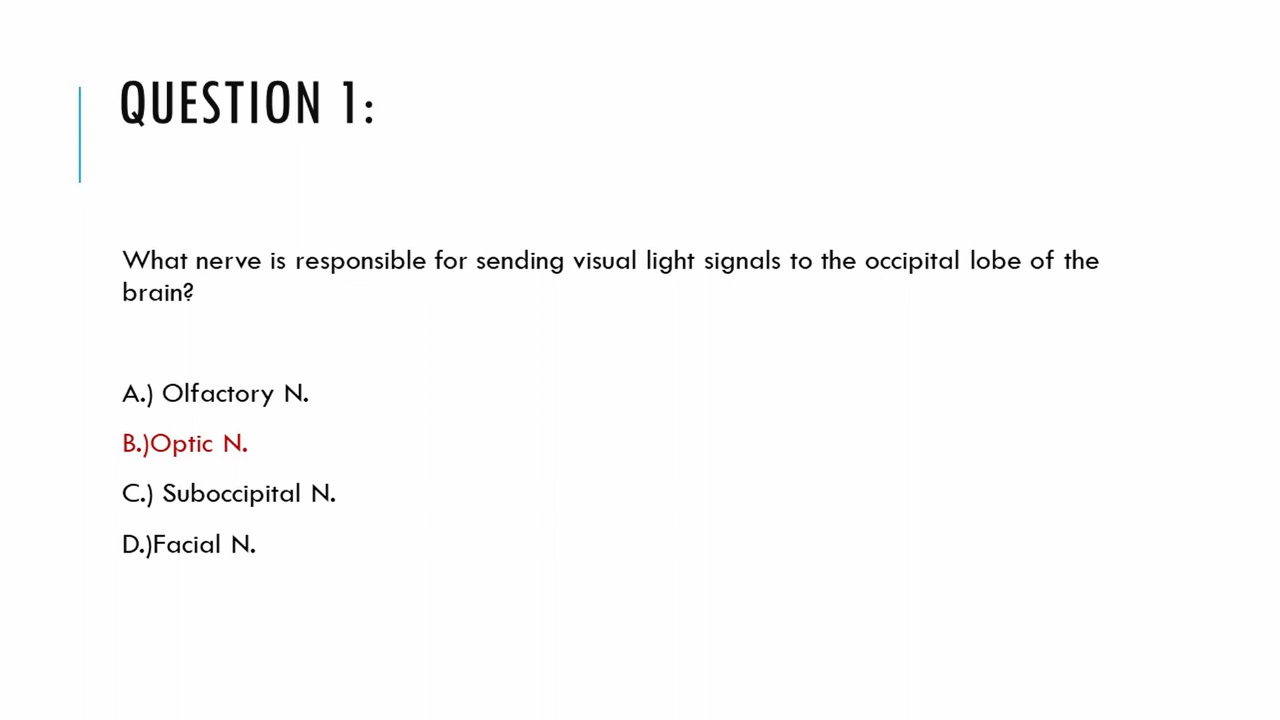 QUESTION 1:
What nerve is responsible for sending visual light signals to the occipital lobe of the
brain?
A.) Olfactory N.
B.)Optic N.
C.) Suboccipital N.
D.)Facial N.